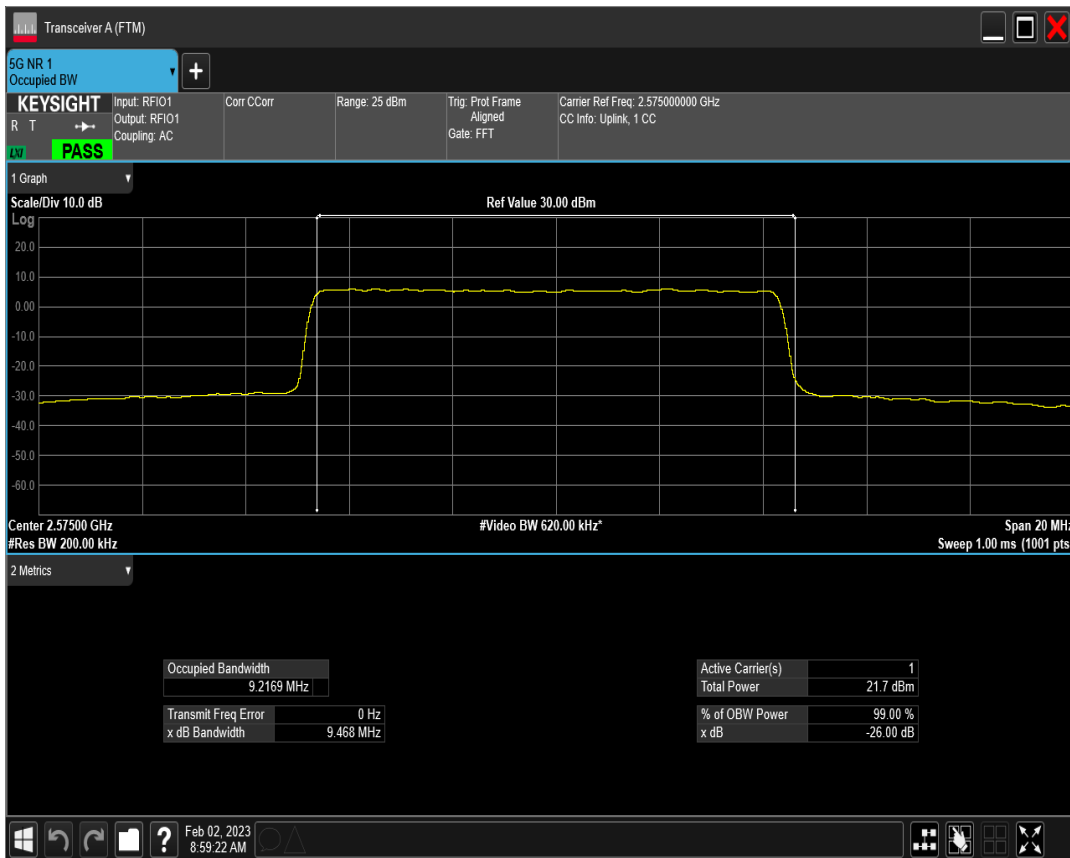 Transceiver A (FTM)
5G NR 1
Occupied BW
+
KEYSIGHT
R T
LXI
PASS
Input: RFIO1
Output: RFIO1
Coupling: AC
Corr CCorr
Range: 25 dBm
Trig: Prot Frame
Aligned
Gate: FFT
Carrier Ref Freq: 2.575000000 GHz
CC Info: Uplink, 1 CC
1 Graph
Scale/Div 10.0 dB
Ref Value 30.00 dBm
Log
20.0
10.0
0.00
-10.0
-20.0
-30.0
-40.0
-50.0
-60.0
Center 2.57500 GHz
#Video BW 620.00 kHz*
Span 20 MHz
#Res BW 200.00 kHz
Sweep 1.00 ms (1001 pts
2 Metrics
Occupied Bandwidth
9.2169 MHz
Transmit Freq Error 0 Hz
x dB Bandwidth 9.468 MHz
Active Carrier(s) 1
Total Power 21.7 dBm
% of OBW Power 99.00 %
x dB -26.00 dB
?
Feb 02, 2023
8:59:22 AM